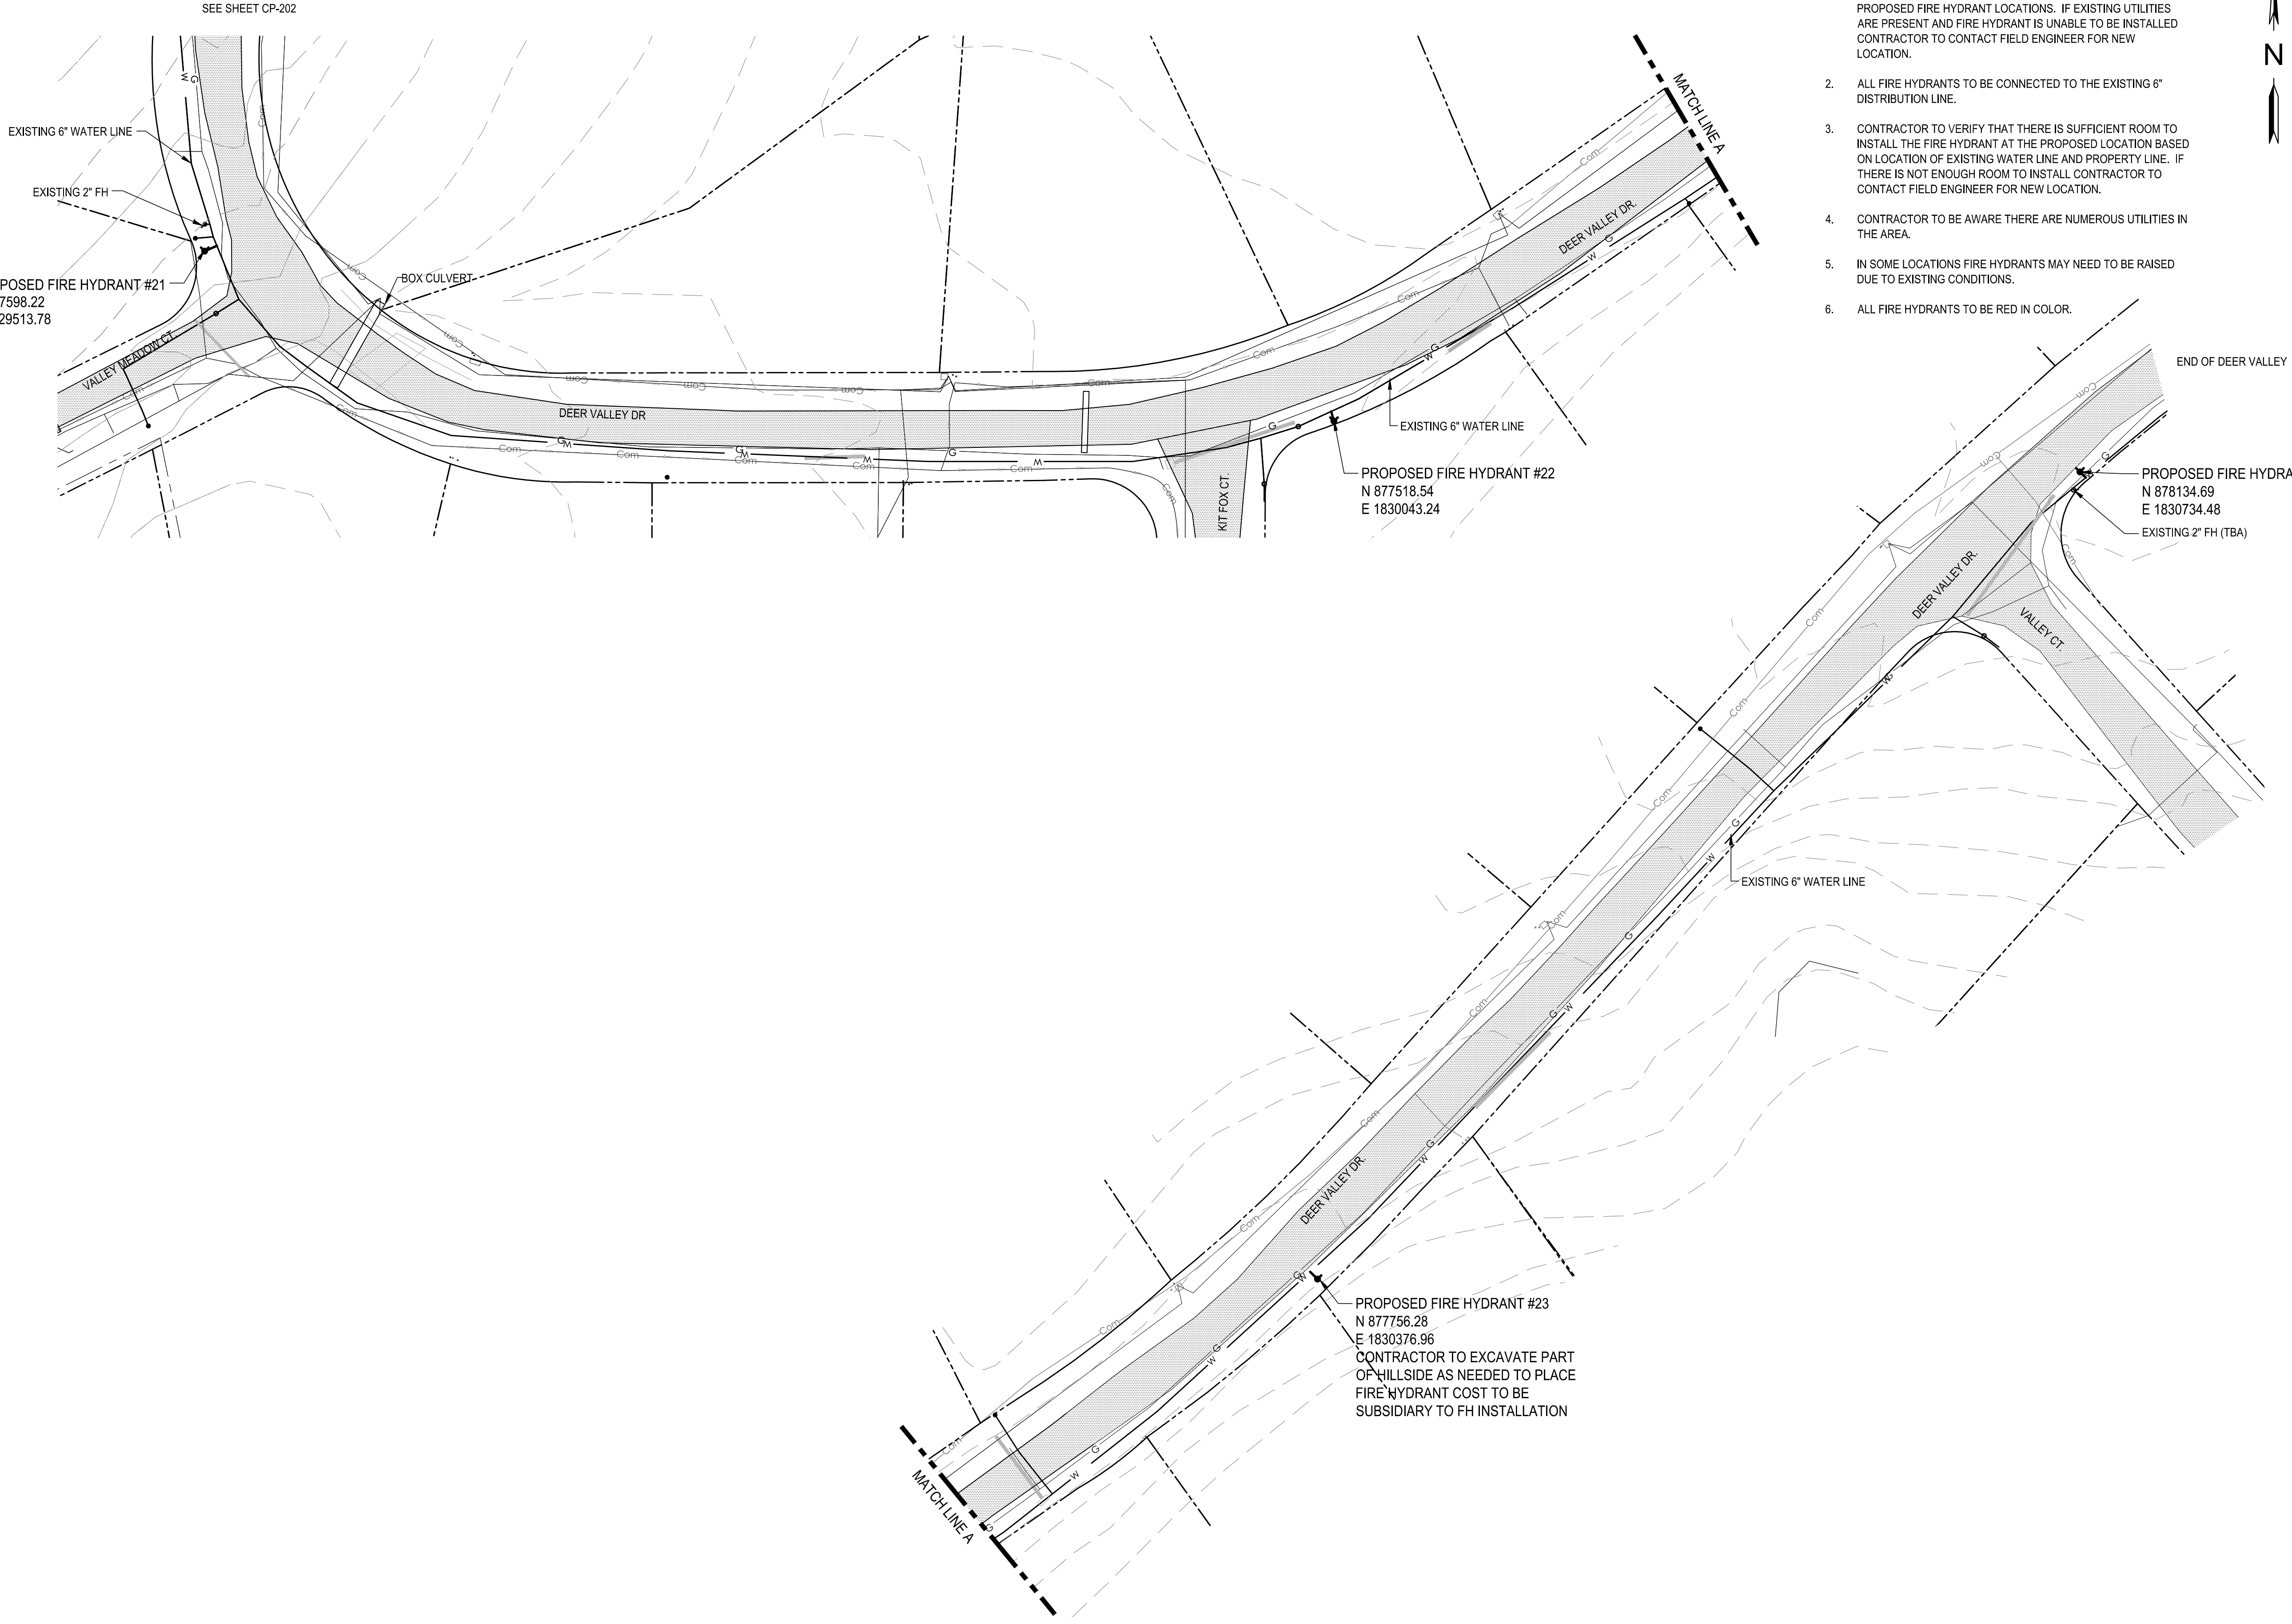 SEE SHEET CP-202
PROPOSED FIRE HYDRANT LOCATIONS. IF EXISTING UTILITIES
ARE PRESENT AND FIRE HYDRANT IS UNABLE TO BE INSTALLED
CONTRACTOR TO CONTACT FIELD ENGINEER FOR NEW
LOCATION.
2. ALL FIRE HYDRANTS TO BE CONNECTED TO THE EXISTING 6"
DISTRIBUTION LINE.
3. CONTRACTOR TO VERIFY THAT THERE IS SUFFICIENT ROOM TO
INSTALL THE FIRE HYDRANT AT THE PROPOSED LOCATION BASED
ON LOCATION OF EXISTING WATER LINE AND PROPERTY LINE. IF
THERE IS NOT ENOUGH ROOM TO INSTALL CONTRACTOR TO
CONTACT FIELD ENGINEER FOR NEW LOCATION.
4. CONTRACTOR TO BE AWARE THERE ARE NUMEROUS UTILITIES IN
THE AREA.
5. IN SOME LOCATIONS FIRE HYDRANTS MAY NEED TO BE RAISED
DUE TO EXISTING CONDITIONS.
6. ALL FIRE HYDRANTS TO BE RED IN COLOR.
N
EXISTING 6" WATER LINE
EXISTING 2" FH
POSED FIRE HYDRANT #21
7598.22
29513.78
VALLEY MEADOW CT.
BOX CULVERT
DEER VALLEY DR
DEER VALLEY DR.
MATCH LINE A
KIT FOX CT.
EXISTING 6" WATER LINE
PROPOSED FIRE HYDRANT #22
N 877518.54
E 1830043.24
END OF DEER VALLEY
PROPOSED FIRE HYDRA
N 878134.69
E 1830734.48
EXISTING 2" FH (TBA)
DEER VALLEY DR.
VALLEY CT.
EXISTING 6" WATER LINE
DEER VALLEY DR.
PROPOSED FIRE HYDRANT #23
N 877756.28
E 1830376.96
CONTRACTOR TO EXCAVATE PART
OF HILLSIDE AS NEEDED TO PLACE
FIRE HYDRANT COST TO BE
SUBSIDIARY TO FH INSTALLATION
MATCH LINE A